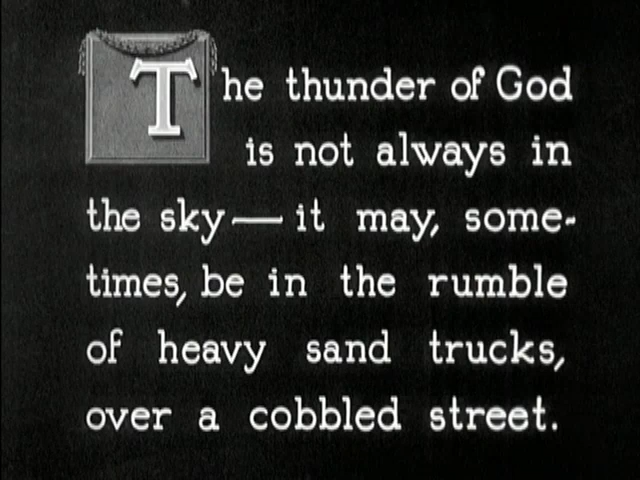 The thunder of God
is not always in
the sky — it may, some-
times, be in the rumble
of heavy sand trucks,
over a cobbled street.